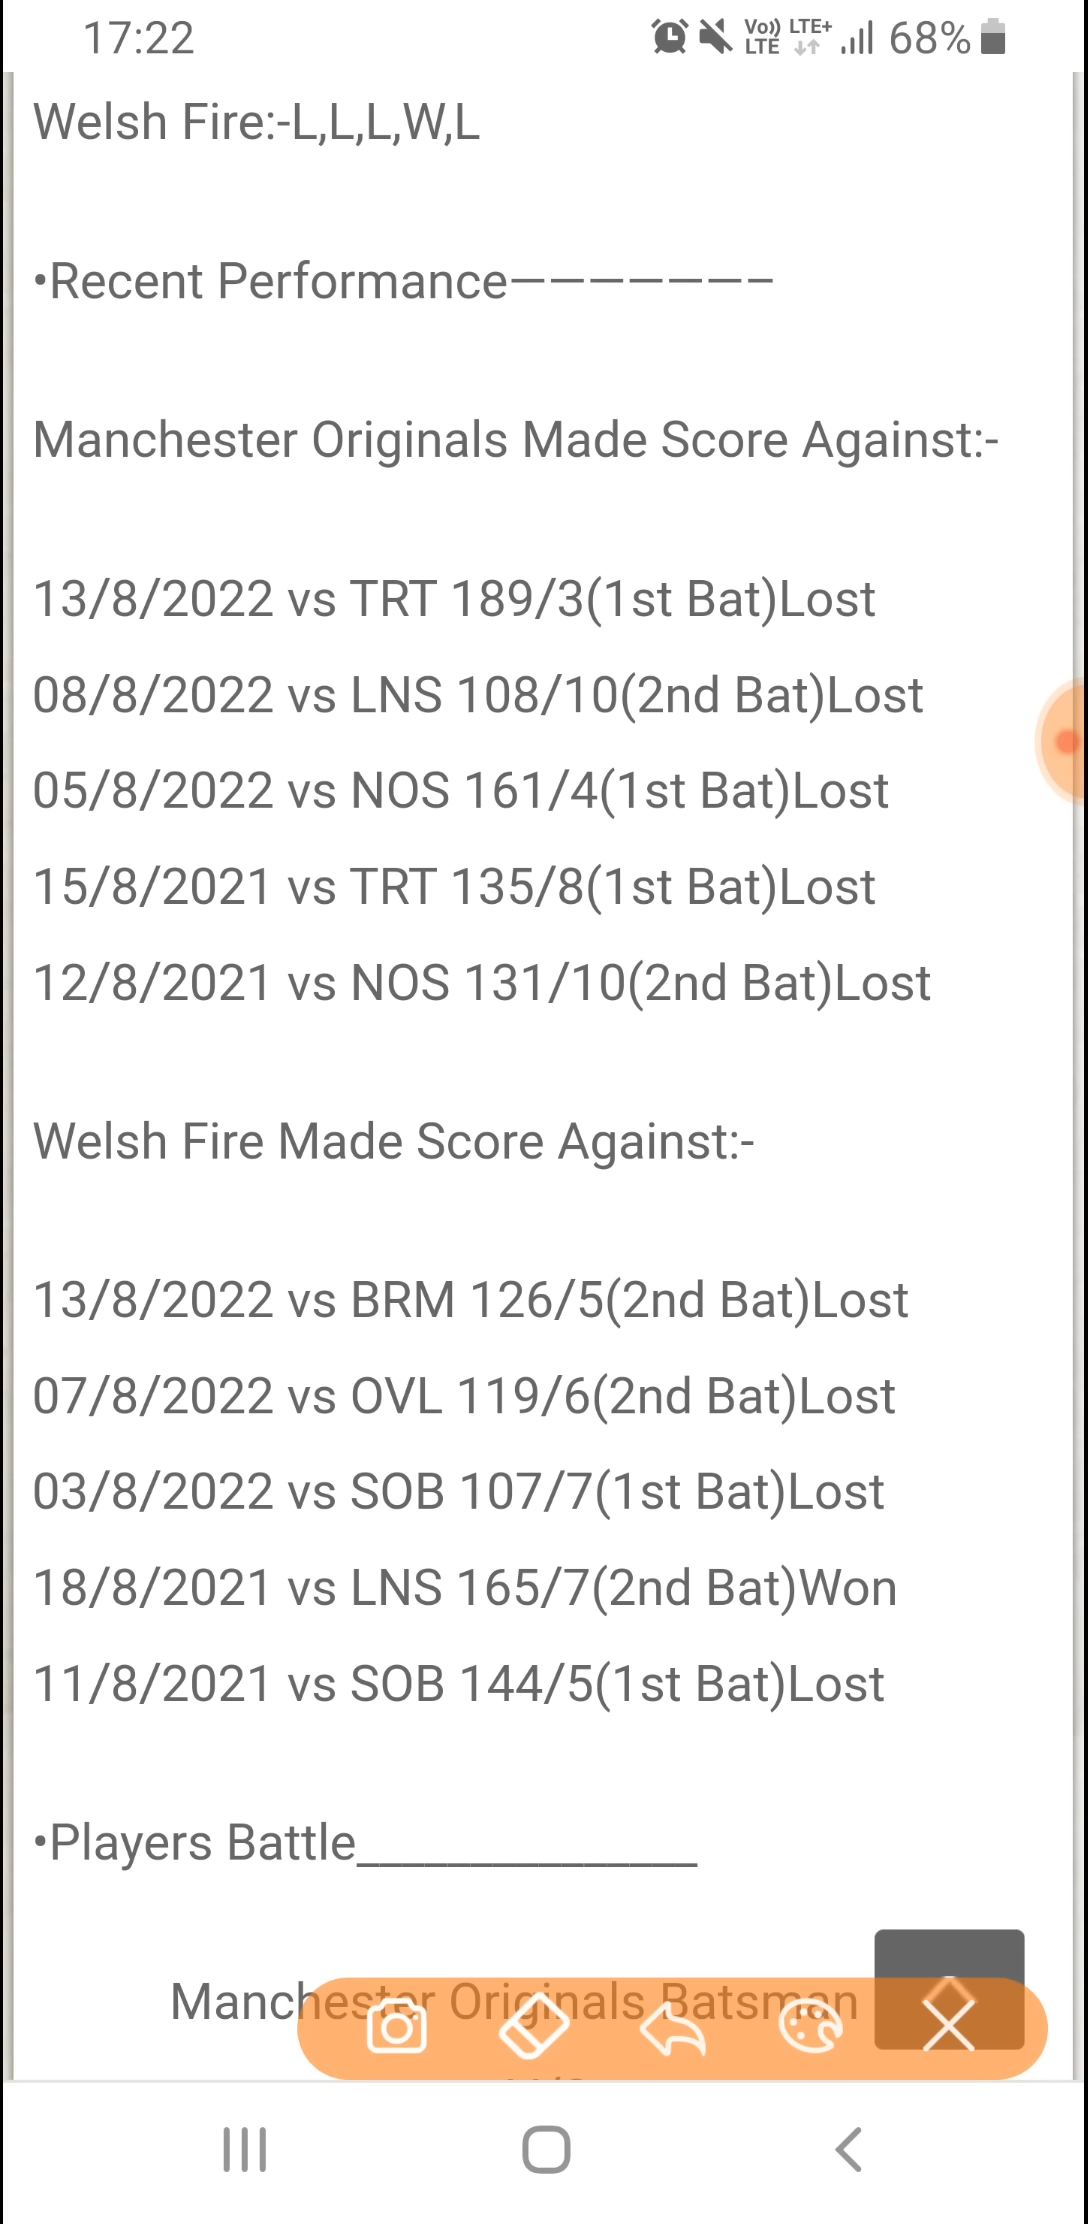 17:22
Vo)) LTE+
LTE
68%
Welsh Fire:-L,L,L,W,L
•Recent Performance–––––––
Manchester Originals Made Score Against:-
13/8/2022 vs TRT 189/3(1st Bat)Lost
08/8/2022 vs LNS 108/10(2nd Bat)Lost
05/8/2022 vs NOS 161/4(1st Bat)Lost
15/8/2021 vs TRT 135/8(1st Bat)Lost
12/8/2021 vs NOS 131/10(2nd Bat)Lost
Welsh Fire Made Score Against:-
13/8/2022 vs BRM 126/5(2nd Bat)Lost
07/8/2022 vs OVL 119/6(2nd Bat)Lost
03/8/2022 vs SOB 107/7(1st Bat)Lost
18/8/2021 vs LNS 165/7(2nd Bat)Won
11/8/2021 vs SOB 144/5(1st Bat)Lost
•Players Battle______________
Manchester Originals Batsman